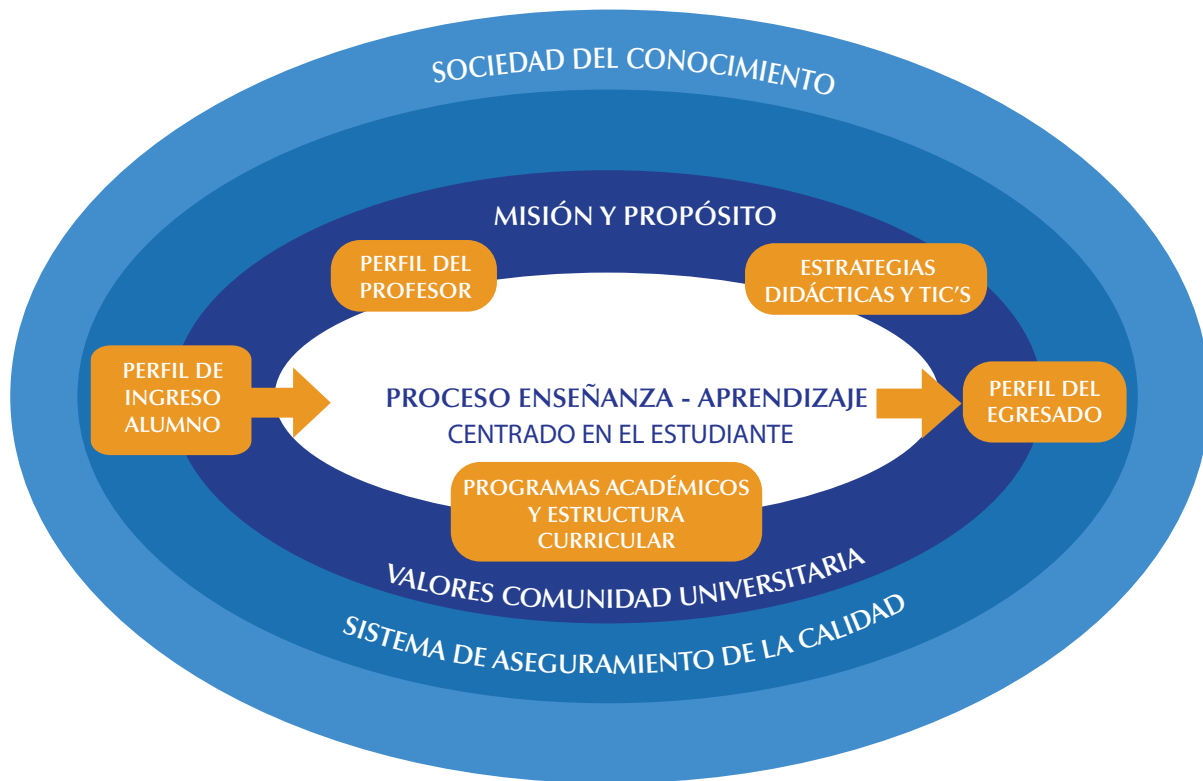 SOCIEDAD DEL CONOCIMIENTO
MISIÓN Y PROPÓSITO
PERFIL DEL
PROFESOR
ESTRATEGIAS
DIDÁCTICAS Y TIC'S
PERFIL DE
INGRESO
ALUMNO
PROCESO ENSEÑANZA - APRENDIZAJE
CENTRADO EN EL ESTUDIANTE
PERFIL DEL
EGRESADO
PROGRAMAS ACADÉMICOS
Y ESTRUCTURA
CURRICULAR
VALORES COMUNIDAD UNIVERSITARIA
SISTEMA DE ASEGURAMIENTO DE LA CALIDAD